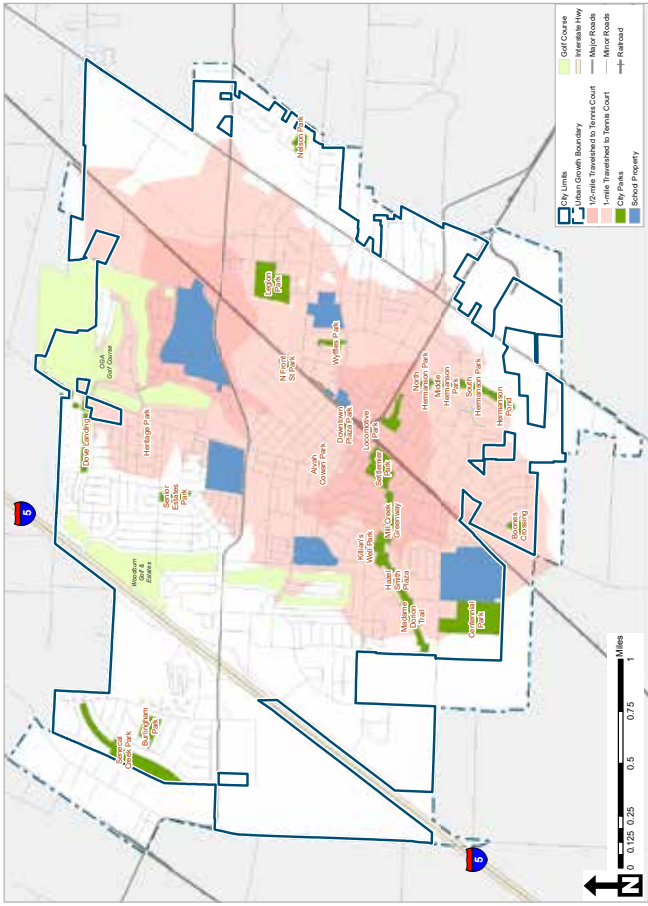 City Limits
Urban Growth Boundary
1/2-mile Travelshed to Tennis Court
1-mile Travelshed to Tennis Court
City Parks
School Property
Golf Course
Interstate Hwy
Major Roads
Minor Roads
Railroad
5
Senecal
Creek Park
Burlingham
Park
Woodburn
Golf &
Estates
Dove Landing
OGA
Golf Course
Heritage Park
Senior
Estates
Park
Nelson Park
Legion
Park
N Front
St Park
Wyffles Park
Alvah
Cowan Park
Downtown
Plaza Park
Locomotive
Park
Settlemier
Park
North
Hermanson Park
Middle
Hermanson
Park
South
Hermanson Park
Hermanson
Pond
Killian's
Well Park
Mill Creek
Greenway
Hazel
Smith
Plaza
Madame
Dorion
Trail
Centennial
Park
Boones
Crossing
5
N
0 0.125 0.25 0.5 0.75 1
Miles